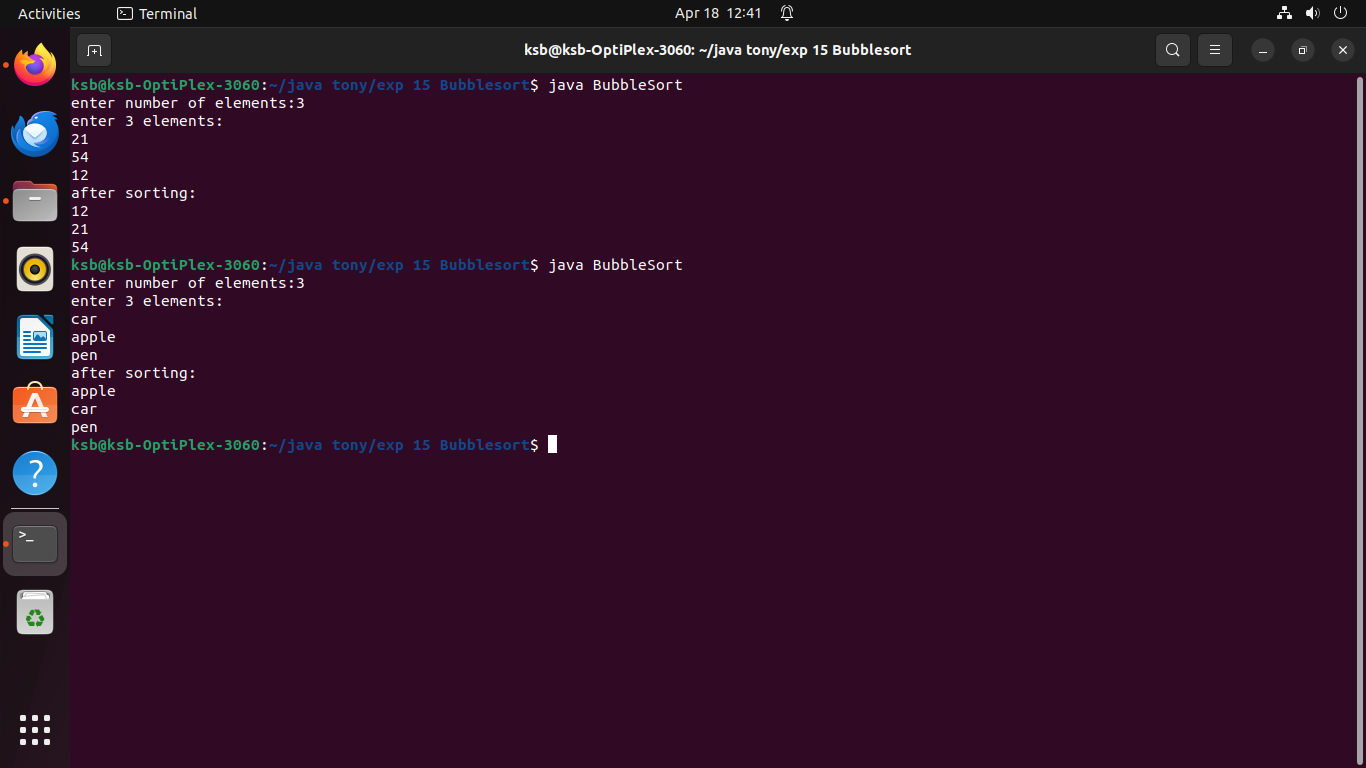 Activities
Terminal
Apr 18 12:41
ksb@ksb-OptiPlex-3060: ~/java tony/exp 15 Bubblesort
ksb@ksb-OptiPlex-3060:~/java tony/exp 15 Bubblesort$ java BubbleSort
enter number of elements:3
enter 3 elements:
21
54
12
after sorting:
12
21
54
ksb@ksb-OptiPlex-3060:~/java tony/exp 15 Bubblesort$ java BubbleSort
enter number of elements:3
enter 3 elements:
car
apple
pen
after sorting:
apple
car
pen
ksb@ksb-OptiPlex-3060:~/java tony/exp 15 Bubblesort$